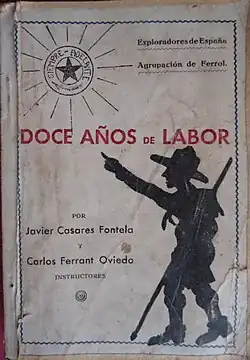 SIEMPRE ADELANTE
Exploradores de España
Agrupación de Ferrol.
DOCE AÑOS DE LABOR
POR
Javier Casares Fontela
Y
Carlos Ferrant Oviedo
INSTRUCTORES